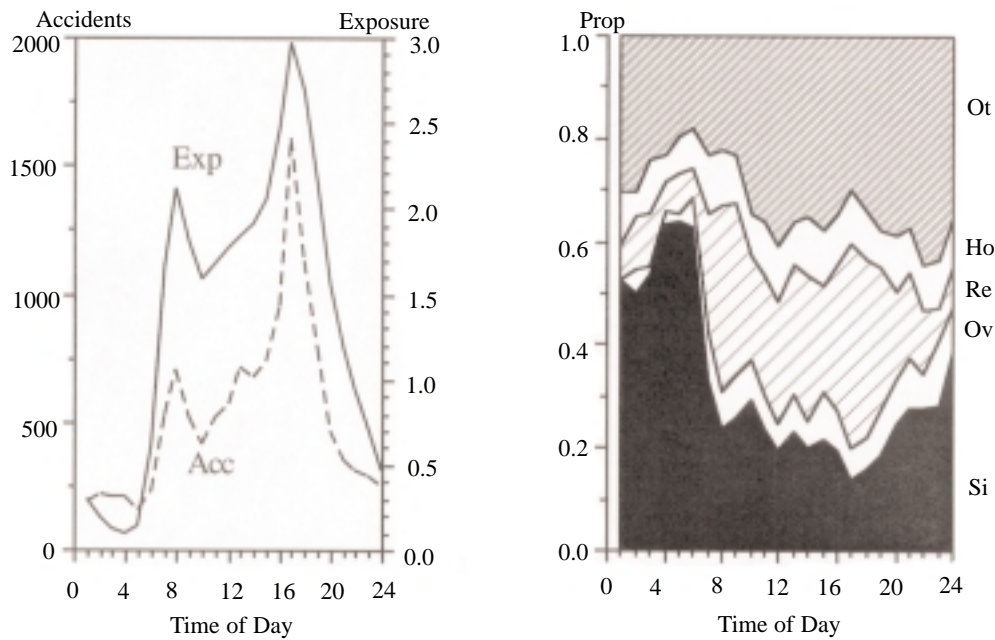 Accidents
Exposure
2000
1500
1000
500
0
3.0
2.5
2.0
1.5
1.0
0.5
0.0
Exp
Acc
0 4 8 12 16 20 24
Time of Day
Prop
1.0
0.8
0.6
0.4
0.2
0.0
Ot
Ho
Re
Ov
Si
0 4 8 12 16 20 24
Time of Day